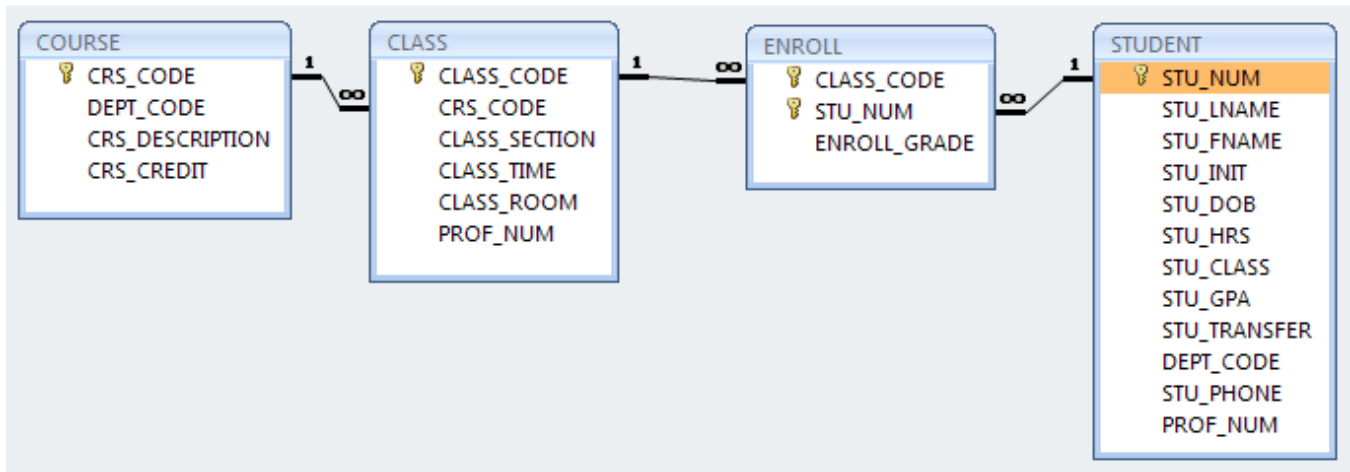 COURSE
CRS_CODE
DEPT_CODE
CRS_DESCRIPTION
CRS_CREDIT
1
∞
CLASS
CLASS_CODE
CRS_CODE
CLASS_SECTION
CLASS_TIME
CLASS_ROOM
PROF_NUM
1
∞
ENROLL
CLASS_CODE
STU_NUM
ENROLL_GRADE
∞
1
STUDENT
STU_NUM
STU_LNAME
STU_FNAME
STU_INIT
STU_DOB
STU_HRS
STU_CLASS
STU_GPA
STU_TRANSFER
DEPT_CODE
STU_PHONE
PROF_NUM